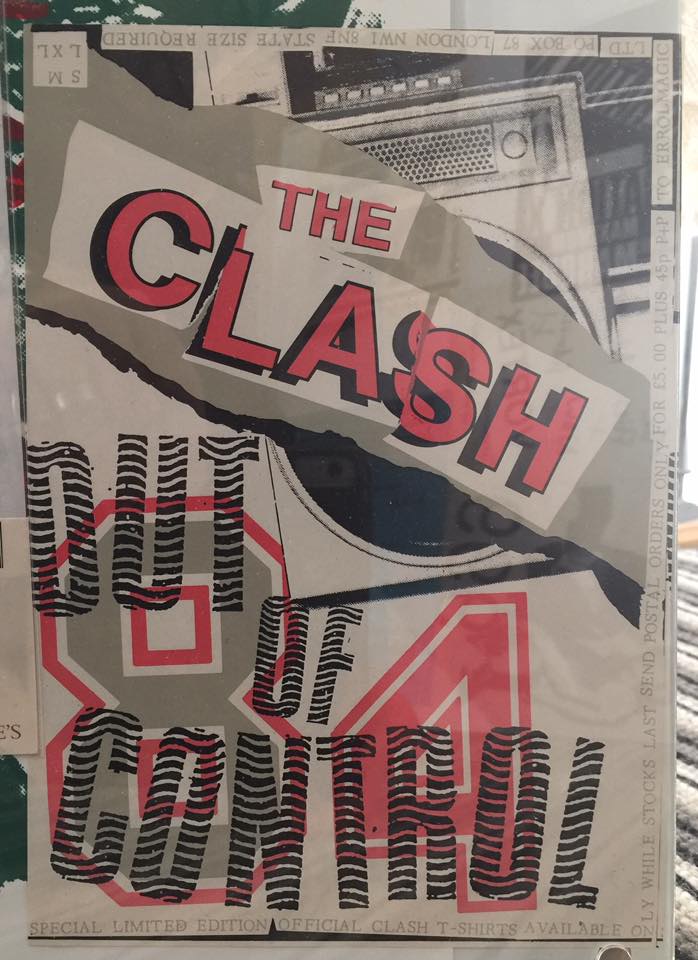 THE
CLASH
OUT
OF
CONTROL
84
SPECIAL LIMITED EDITION OFFICIAL CLASH T-SHIRTS AVAILABLE ON
LY WHILE STOCKS LAST SEND POSTAL ORDERS ONLY FOR £5.00 PLUS 45p P+P TO ERROLMAGIC
LTD PO BOX 87 LONDON NW1 8NF STATE SIZE REQUIRED
S M
L XL
E'S